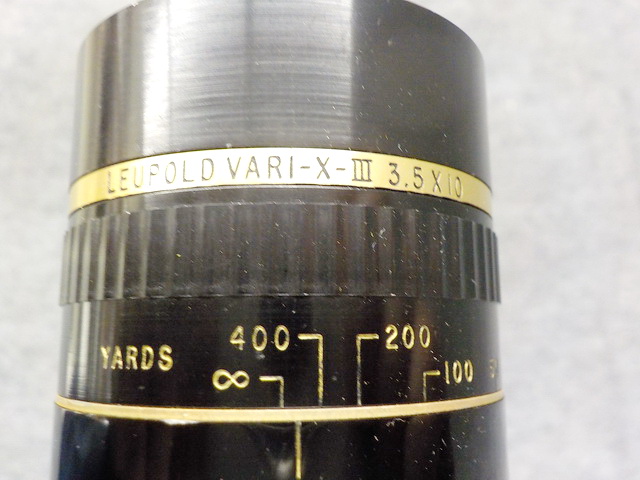 LEUPOLD VARI-X-III 3.5X10
YARDS 400 200
∞ 100